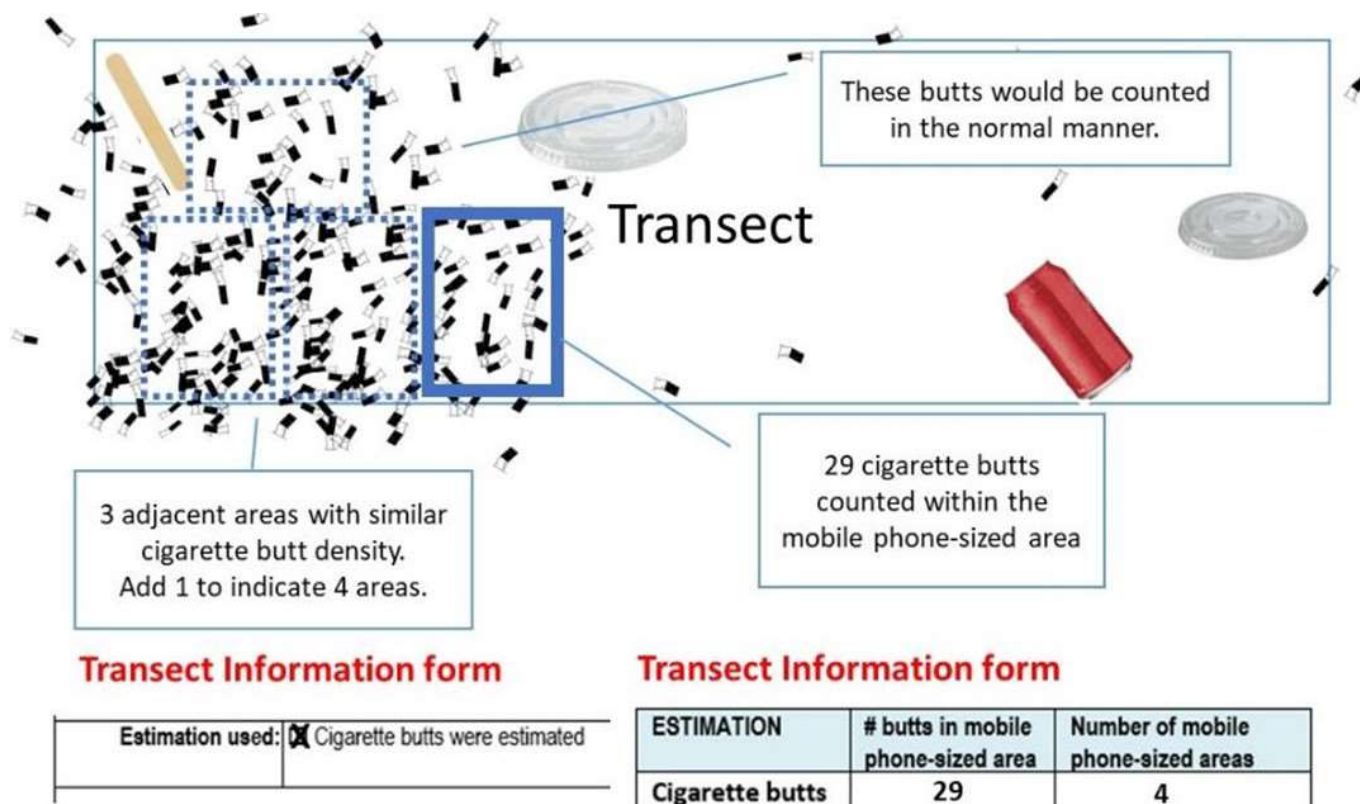 These butts would be counted
in the normal manner.
Transect
29 cigarette butts
counted within the
mobile phone-sized area
3 adjacent areas with similar
cigarette butt density.
Add 1 to indicate 4 areas.
Transect Information form
Estimation used: Cigarette butts were estimated
Transect Information form
ESTIMATION # butts in mobile Number of mobile
phone-sized area phone-sized areas
Cigarette butts 29 4